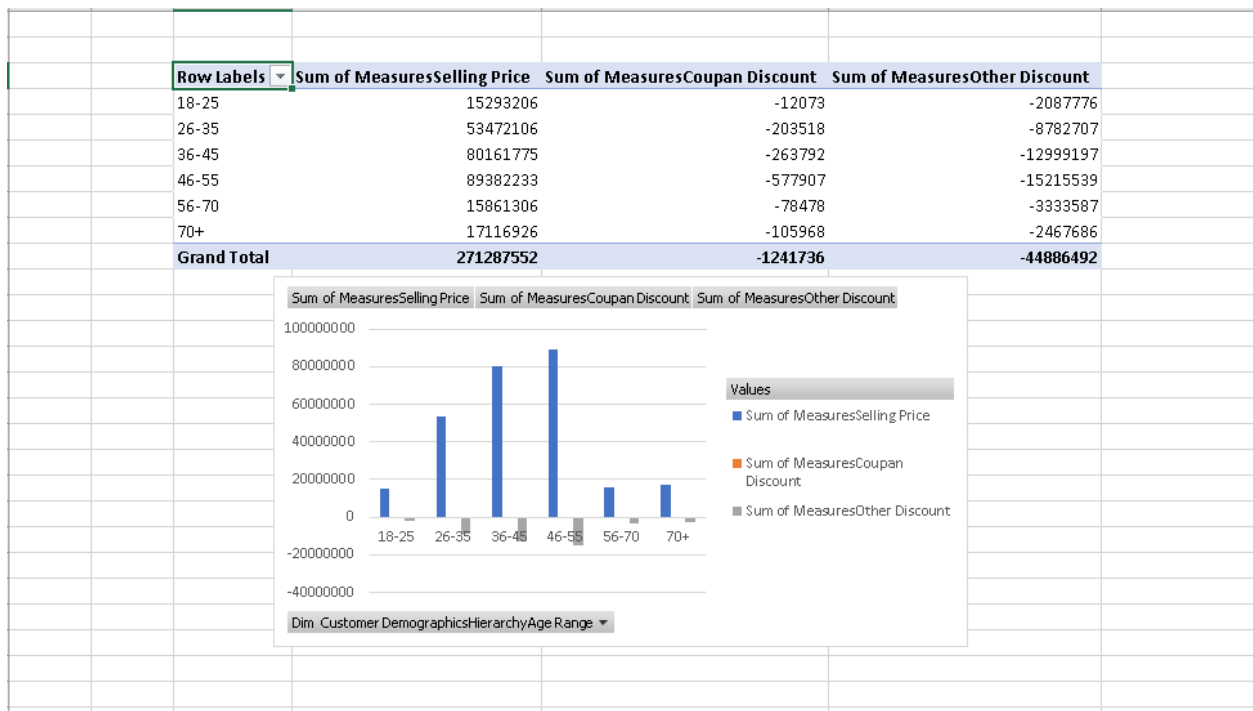 Row Labels Sum of MeasuresSelling Price Sum of MeasuresCoupan Discount Sum of MeasuresOther Discount
18-25 15293206 -12073 -2087776
26-35 53472106 -203518 -8782707
36-45 80161775 -263792 -12999197
46-55 89382233 -577907 -15215539
56-70 15861306 -78478 -3333587
70+ 17116926 -105968 -2467686
Grand Total 271287552 -1241736 -44886492
Sum of MeasuresSelling Price Sum of MeasuresCoupan Discount Sum of MeasuresOther Discount
100000000
80000000
60000000
40000000
20000000
0
18-25 26-35 36-45 46-55 56-70 70+
-20000000
-40000000
Values
Sum of MeasuresSelling Price
Sum of MeasuresCoupan
Discount
Sum of MeasuresOther Discount
Dim Customer DemographicsHierarchyAge Range